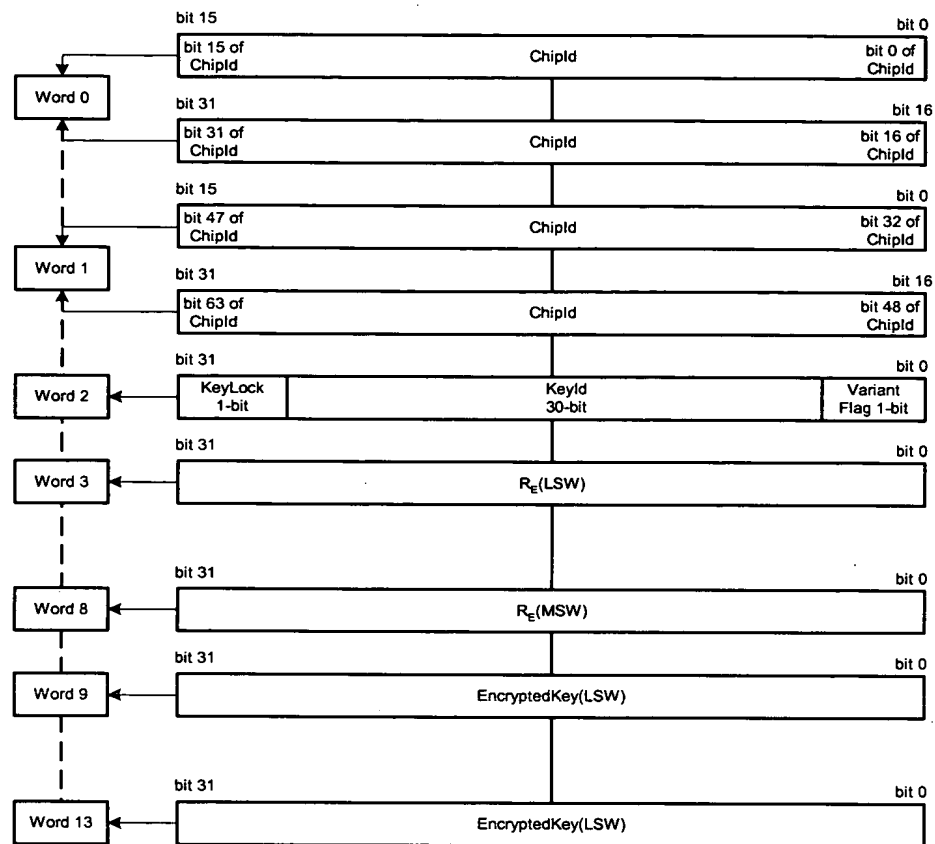 bit 15
bit 0
bit 15 of
ChipId
ChipId
bit 0 of
ChipId
Word 0
bit 31
bit 16
bit 31 of
ChipId
ChipId
bit 16 of
ChipId
bit 15
bit 0
bit 47 of
ChipId
ChipId
bit 32 of
ChipId
Word 1
bit 31
bit 16
bit 63 of
ChipId
ChipId
bit 48 of
ChipId
bit 31
bit 0
Word 2
KeyLock
1-bit
KeyId
30-bit
Variant
Flag 1-bit
bit 31
bit 0
Word 3
RE(LSW)
bit 31
bit 0
Word 8
RE(MSW)
bit 31
bit 0
Word 9
EncryptedKey(LSW)
bit 31
bit 0
Word 13
EncryptedKey(LSW)